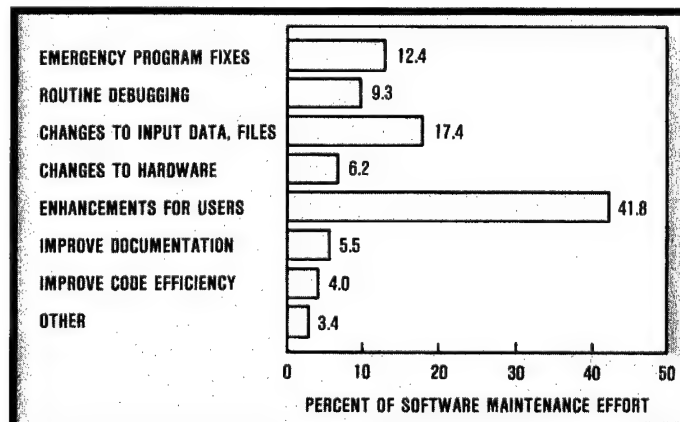 EMERGENCY PROGRAM FIXES 12.4
ROUTINE DEBUGGING 9.3
CHANGES TO INPUT DATA, FILES 17.4
CHANGES TO HARDWARE 6.2
ENHANCEMENTS FOR USERS 41.8
IMPROVE DOCUMENTATION 5.5
IMPROVE CODE EFFICIENCY 4.0
OTHER 3.4
0 10 20 30 40 50
PERCENT OF SOFTWARE MAINTENANCE EFFORT